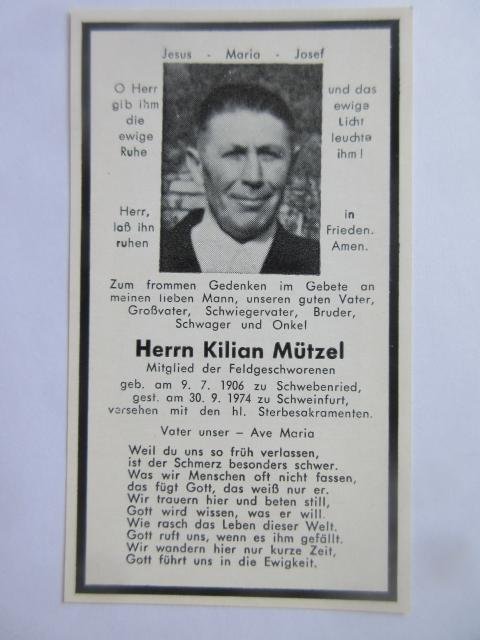 Jesus - Maria - Josef
O Herr
gib ihm
die
ewige
Ruhe
und das
ewige
Licht
leuchte
ihm!
Herr,
laß ihn
ruhen
in
Frieden.
Amen.
Zum frommen Gedenken im Gebete an
meinen lieben Mann, unseren guten Vater,
Großvater, Schwiegervater, Bruder,
Schwager und Onkel
Herrn Kilian Mützel
Mitglied der Feldgeschworenen
geb. am 9. 7. 1906 zu Schwebenried,
gest. am 30. 9. 1974 zu Schweinfurt,
versehen mit den hl. Sterbesakramenten.
Vater unser – Ave Maria
Weil du uns so früh verlassen,
ist der Schmerz besonders schwer.
Was wir Menschen oft nicht fassen,
das fügt Gott, das weiß nur er.
Wir trauern hier und beten still,
Gott wird wissen, was er will.
Wie rasch das Leben dieser Welt.
Gott ruft uns, wenn es ihm gefällt.
Wir wandern hier nur kurze Zeit,
Gott führt uns in die Ewigkeit.